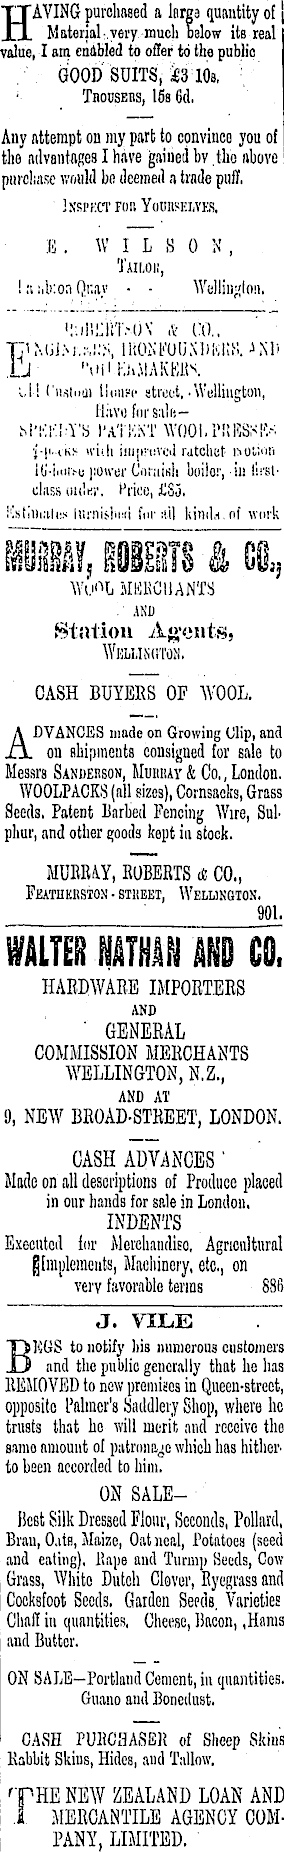 HAVING purchased a large quantity of
Material very much below its real
value, I am enabled to offer to the public
GOOD SUITS, £3 10s.
TROUSERS, 15s 6d.
Any attempt on my part to convince you of
the advantages I have gained by the above
purchase would be deemed a trade puff.
INSPECT FOR YOURSELVES.
E. WILSON,
TAILOR,
Lambton Quay - - Wellington.
ROBERTSON & CO.,
ENGINEERS, IRONFOUNDERS, AND
BOILERMAKERS.
Old Custom House street, Wellington,
Have for sale—
SPEEDY'S PATENT WOOL PRESSES
with improved ratchet motion
16-horse power Cornish boiler, in first-
class order. Price, £85.
Estimates furnished for all kinds of work
MURRAY, ROBERTS & CO.,
WOOL MERCHANTS
AND
Station Agents,
WELLINGTON.
CASH BUYERS OF WOOL.
ADVANCES made on Growing Clip, and
on shipments consigned for sale to
Messrs SANDERSON, MURRAY & Co., London.
WOOLPACKS (all sizes), Cornsacks, Grass
Seeds, Patent Barbed Fencing Wire, Sul-
phur, and other goods kept in stock.
MURRAY, ROBERTS & CO.,
FEATHERSTON-STREET, WELLINGTON.
901.
WALTER NATHAN AND CO.
HARDWARE IMPORTERS
AND
GENERAL
COMMISSION MERCHANTS
WELLINGTON, N.Z.,
AND AT
9, NEW BROAD-STREET, LONDON.
CASH ADVANCES
Made on all descriptions of Produce placed
in our hands for sale in London.
INDENTS
Executed for Merchandise, Agricultural
Implements, Machinery, etc., on
very favorable terms 886
J. VILE
BEGS to notify his numerous customers
and the public generally that he has
REMOVED to new premises in Queen-street,
opposite Palmer's Saddlery Shop, where he
trusts that he will merit and receive the
same amount of patronage which has hither-
to been accorded to him.
ON SALE—
Best Silk Dressed Flour, Seconds, Pollard,
Bran, Oats, Maize, Oatmeal, Potatoes (seed
and eating), Rape and Turnip Seeds, Cow
Grass, White Dutch Clover, Ryegrass and
Cocksfoot Seeds. Garden Seeds, Varieties
Chaff in quantities. Cheese, Bacon, Hams
and Butter.
ON SALE—Portland Cement, in quantities.
Guano and Bonedust.
CASH PURCHASER of Sheep Skins
Rabbit Skins, Hides, and Tallow.
THE NEW ZEALAND LOAN AND
MERCANTILE AGENCY COM-
PANY, LIMITED.